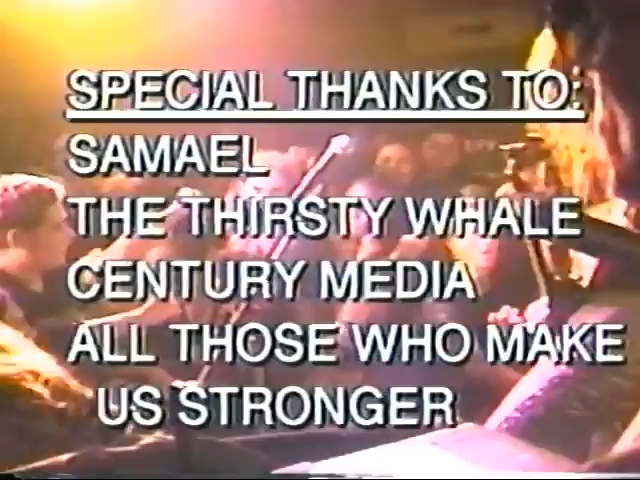 SPECIAL THANKS TO:
SAMAEL
THE THIRSTY WHALE
CENTURY MEDIA
ALL THOSE WHO MAKE
US STRONGER